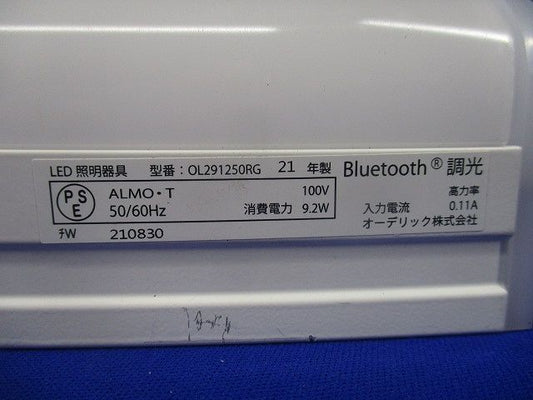 LED 照明器具 型番：OL291250RG 21 年製 Bluetooth® 調光
PSE ALMO・T 100V 高力率
50/60Hz 消費電力 9.2W 入力電流 0.11A
オーデリック株式会社
210830